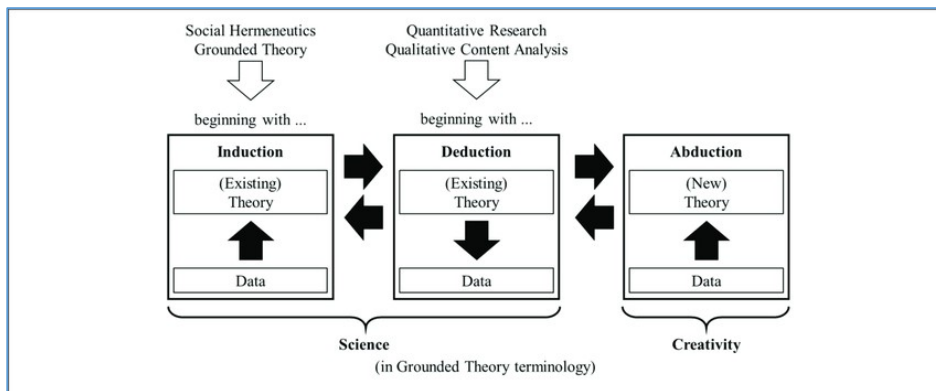 Social Hermeneutics
Grounded Theory
Quantitative Research
Qualitative Content Analysis
beginning with ...
beginning with ...
Induction
(Existing)
Theory
Data
Deduction
(Existing)
Theory
Data
Abduction
(New)
Theory
Data
Science
Creativity
(in Grounded Theory terminology)